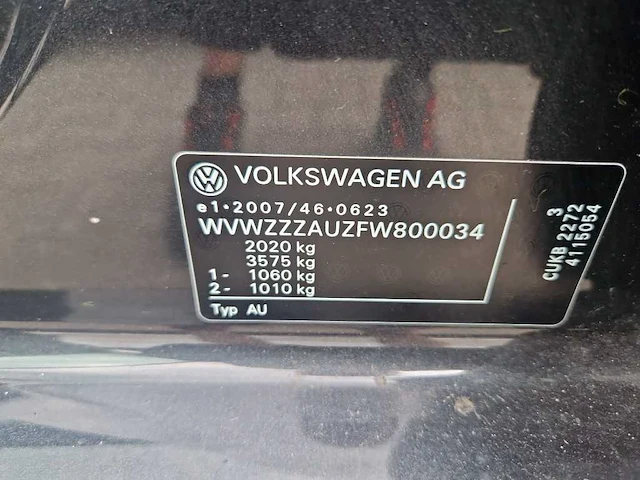 VOLKSWAGEN AG
e1*2007/46*0623
WVWZZZAUZFW800034
2020 kg
3575 kg
1- 1060 kg
2- 1010 kg
Typ AU
3
CUKB 2272
4115054